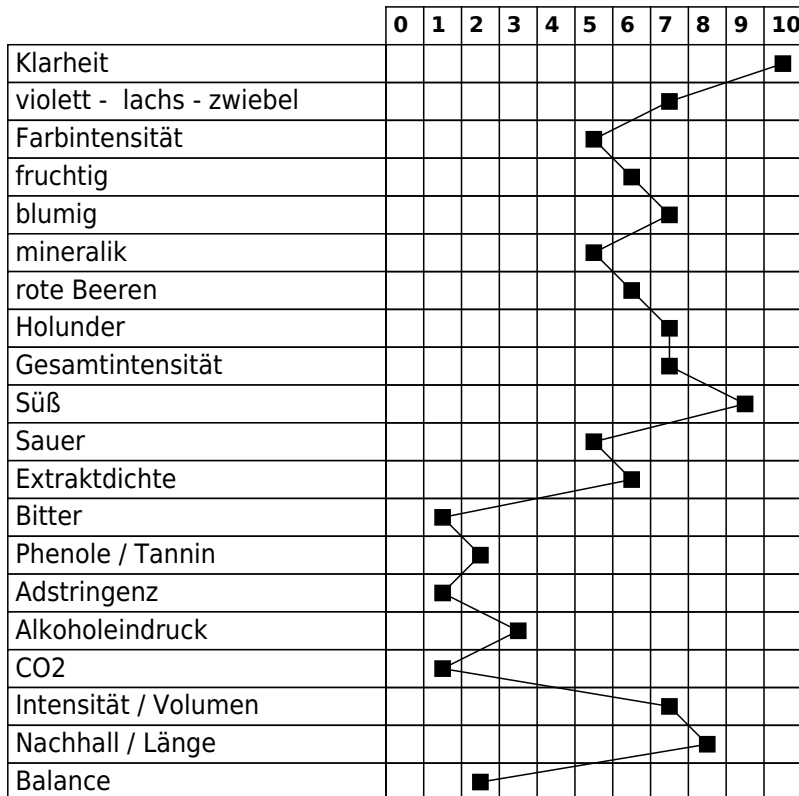 0 1 2 3 4 5 6 7 8 9 10
Klarheit
violett -  lachs - zwiebel
Farbintensität
fruchtig
blumig
mineralik
rote Beeren
Holunder
Gesamtintensität
Süß
Sauer
Extraktdichte
Bitter
Phenole / Tannin
Adstringenz
Alkoholeindruck
CO2
Intensität / Volumen
Nachhall / Länge
Balance